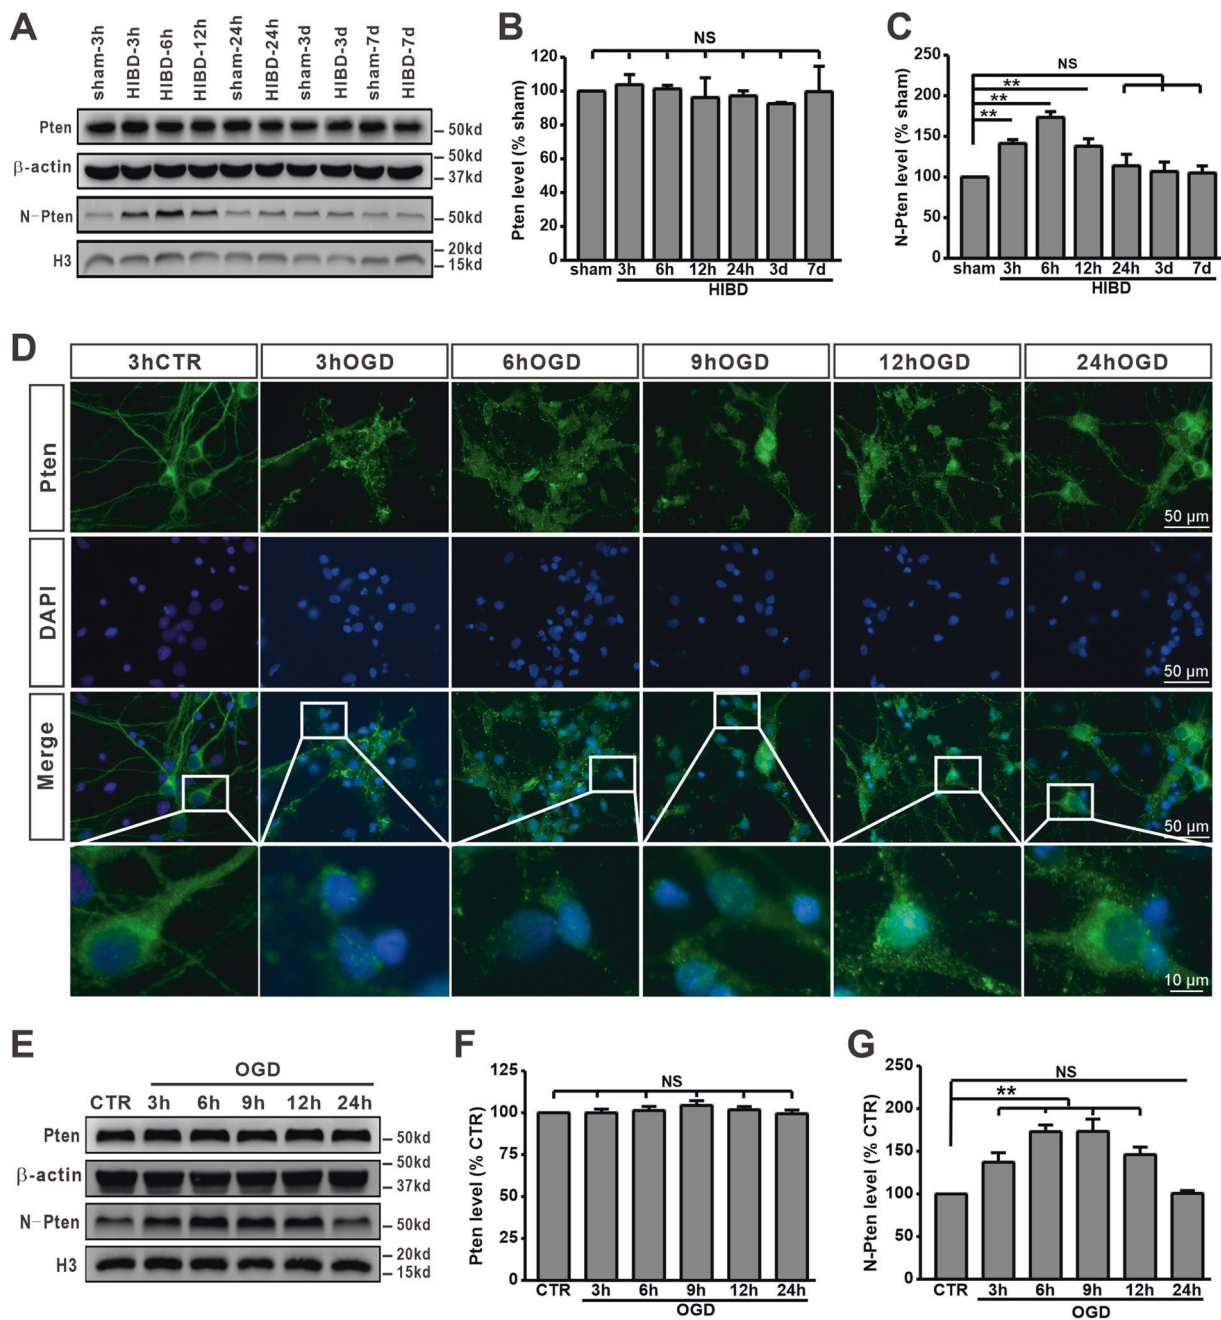 A
sham-3h
HIBD-3h
HIBD-6h
HIBD-12h
sham-24h
HIBD-24h
sham-3d
HIBD-3d
sham-7d
HIBD-7d
Pten
50kd
β-actin
50kd
37kd
N-Pten
50kd
H3
20kd
15kd
B
Pten level (% sham)
120
100
80
60
40
20
0
NS
sham 3h 6h 12h 24h 3d 7d
HIBD
C
N-Pten level (% sham)
250
200
150
100
50
0
NS
**
**
**
sham 3h 6h 12h 24h 3d 7d
HIBD
D
3hCTR 3hOGD 6hOGD 9hOGD 12hOGD 24hOGD
Pten
50 µm
DAPI
50 µm
Merge
50 µm
10 µm
E
OGD
CTR 3h 6h 9h 12h 24h
Pten
50kd
β-actin
50kd
37kd
N-Pten
50kd
H3
20kd
15kd
F
Pten level (% CTR)
125
100
75
50
25
0
NS
CTR 3h 6h 9h 12h 24h
OGD
G
N-Pten level (% CTR)
250
200
150
100
50
0
NS
**
CTR 3h 6h 9h 12h 24h
OGD